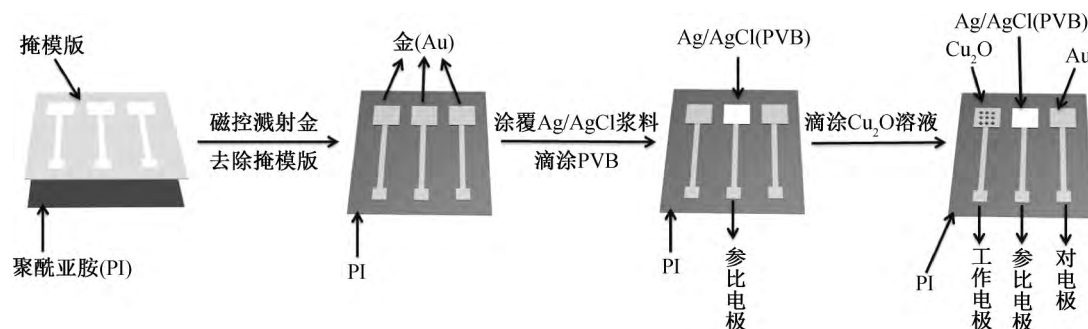 掩模版
聚酰亚胺(PI)
磁控溅射金
去除掩模版
金(Au)
PI
涂覆Ag/AgCl浆料
滴涂PVB
Ag/AgCl(PVB)
PI
参比电极
滴涂Cu₂O溶液
Ag/AgCl(PVB)
Cu₂O
Au
PI
工作电极
参比电极
对电极